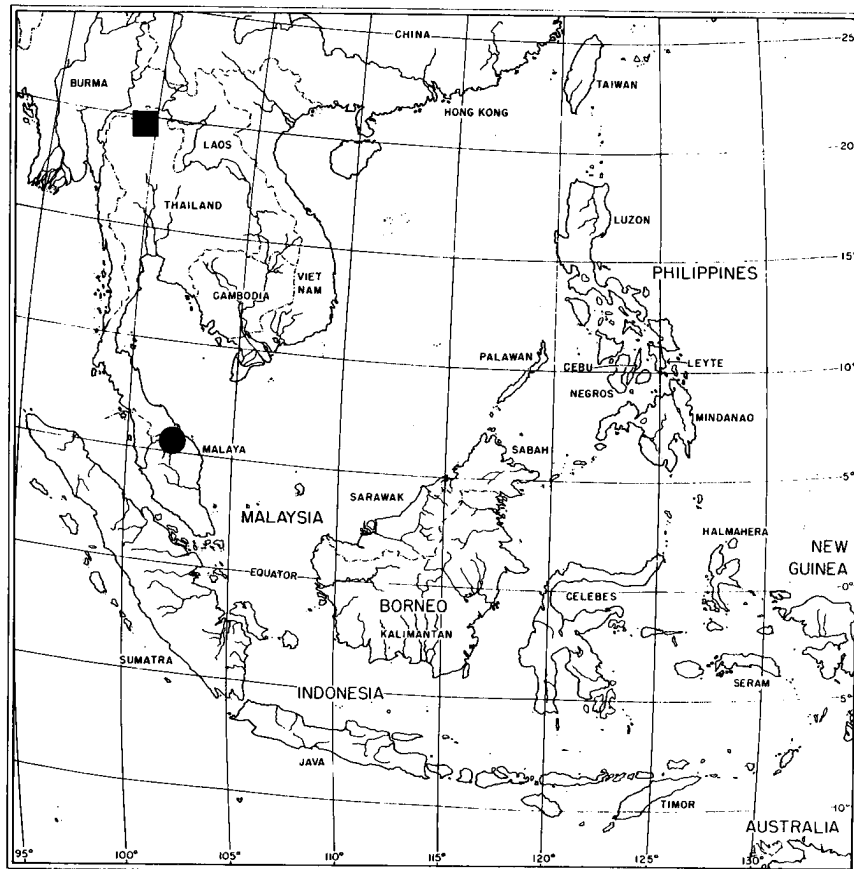 CHINA
25°
BURMA
TAIWAN
HONG KONG
20°
LAOS
THAILAND
LUZON
15°
VIET
NAM
PHILIPPINES
CAMBODIA
PALAWAN
CEBU
LEYTE
10°
NEGROS
MINDANAO
MALAYA
SABAH
5°
SARAWAK
MALAYSIA
HALMAHERA
NEW
GUINEA
EQUATOR
0°
CELEBES
BORNEO
KALIMANTAN
SUMATRA
SERAM
INDONESIA
5°
JAVA
TIMOR
10°
AUSTRALIA
95°
100°
105°
110°
115°
120°
125°
130°